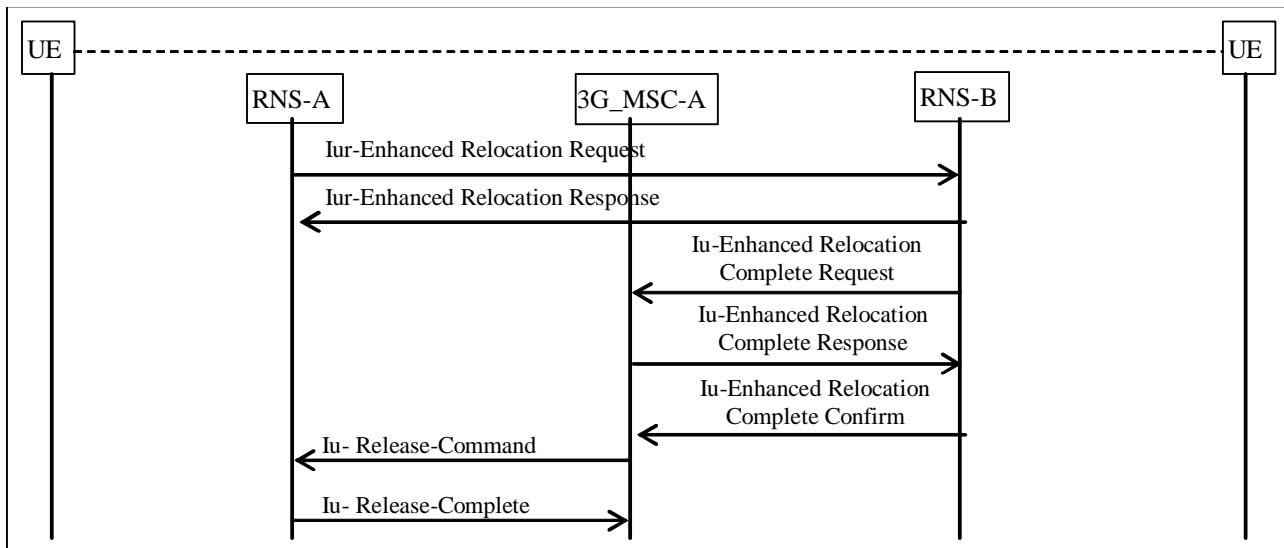 UE
UE
RNS-A
3G_MSC-A
RNS-B
Iur-Enhanced Relocation Request
Iur-Enhanced Relocation Response
Iu-Enhanced Relocation
Complete Request
Iu-Enhanced Relocation
Complete Response
Iu-Enhanced Relocation
Complete Confirm
Iu- Release-Command
Iu- Release-Complete